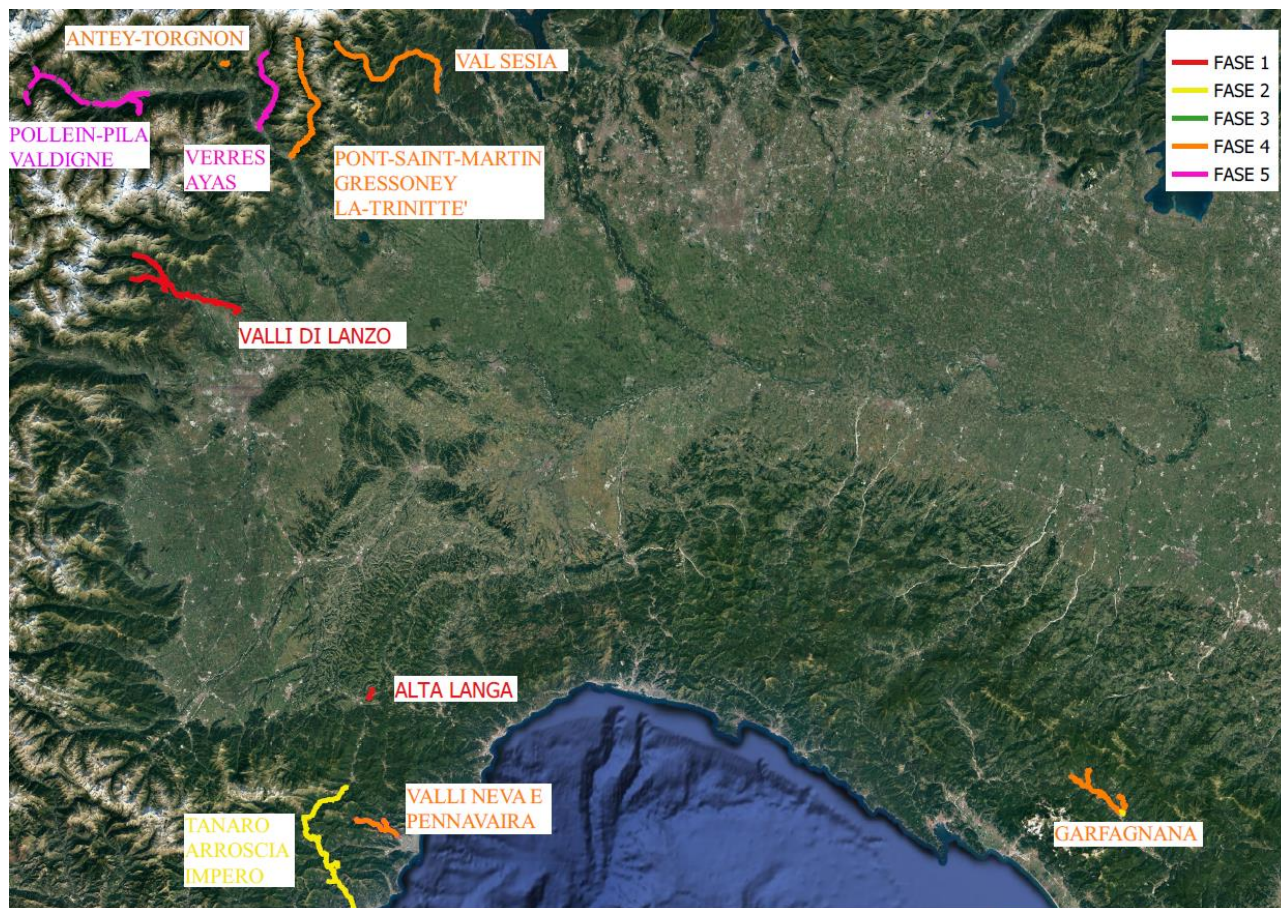 ANTEY-TORGNON
VAL SESIA
FASE 1
FASE 2
FASE 3
FASE 4
FASE 5
POLLEIN-PILA
VALDIGNE
VERRES
AYAS
PONT-SAINT-MARTIN
GRESSONEY
LA-TRINITTE'
VALLI DI LANZO
ALTA LANGA
TANARO
ARROSCIA
IMPERO
VALLI NEVA E
PENNAVAIRA
GARFAGNANA